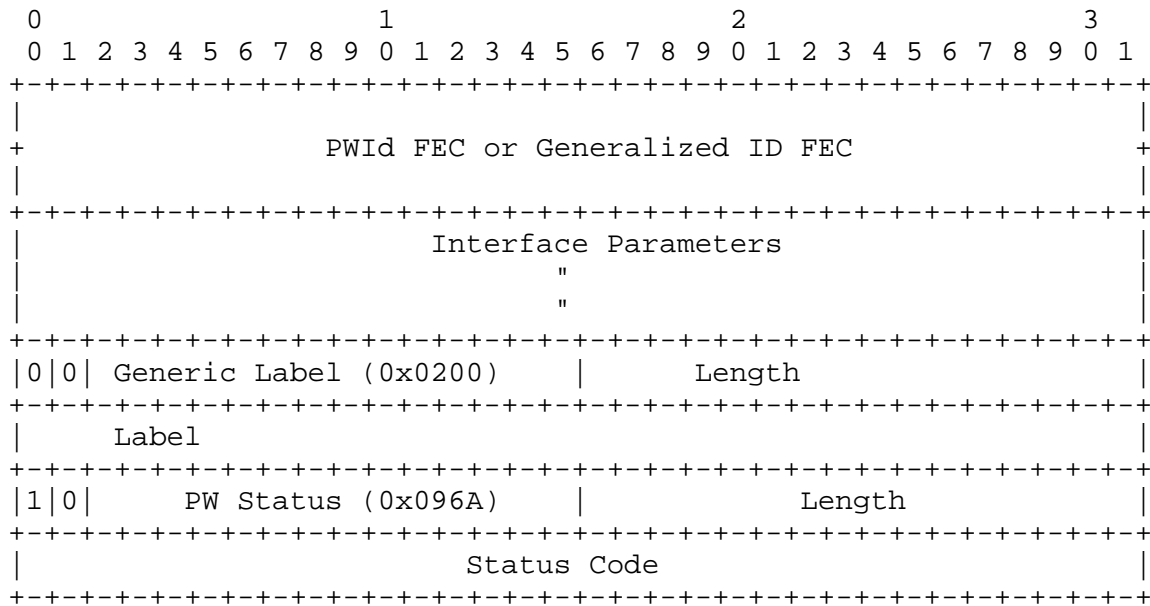 0                   1                   2                   3
 0 1 2 3 4 5 6 7 8 9 0 1 2 3 4 5 6 7 8 9 0 1 2 3 4 5 6 7 8 9 0 1
+-+-+-+-+-+-+-+-+-+-+-+-+-+-+-+-+-+-+-+-+-+-+-+-+-+-+-+-+-+-+-+-+
|                                                               |
+                 PWId FEC or Generalized ID FEC                +
|                                                               |
+-+-+-+-+-+-+-+-+-+-+-+-+-+-+-+-+-+-+-+-+-+-+-+-+-+-+-+-+-+-+-+-+
|                       Interface Parameters                    |
|                              "                                |
|                              "                                |
+-+-+-+-+-+-+-+-+-+-+-+-+-+-+-+-+-+-+-+-+-+-+-+-+-+-+-+-+-+-+-+-+
|0|0| Generic Label (0x0200)    |      Length                   |
+-+-+-+-+-+-+-+-+-+-+-+-+-+-+-+-+-+-+-+-+-+-+-+-+-+-+-+-+-+-+-+-+
|     Label                                                     |
+-+-+-+-+-+-+-+-+-+-+-+-+-+-+-+-+-+-+-+-+-+-+-+-+-+-+-+-+-+-+-+-+
|1|0|     PW Status (0x096A)    |            Length             |
+-+-+-+-+-+-+-+-+-+-+-+-+-+-+-+-+-+-+-+-+-+-+-+-+-+-+-+-+-+-+-+-+
|                         Status Code                           |
+-+-+-+-+-+-+-+-+-+-+-+-+-+-+-+-+-+-+-+-+-+-+-+-+-+-+-+-+-+-+-+-+